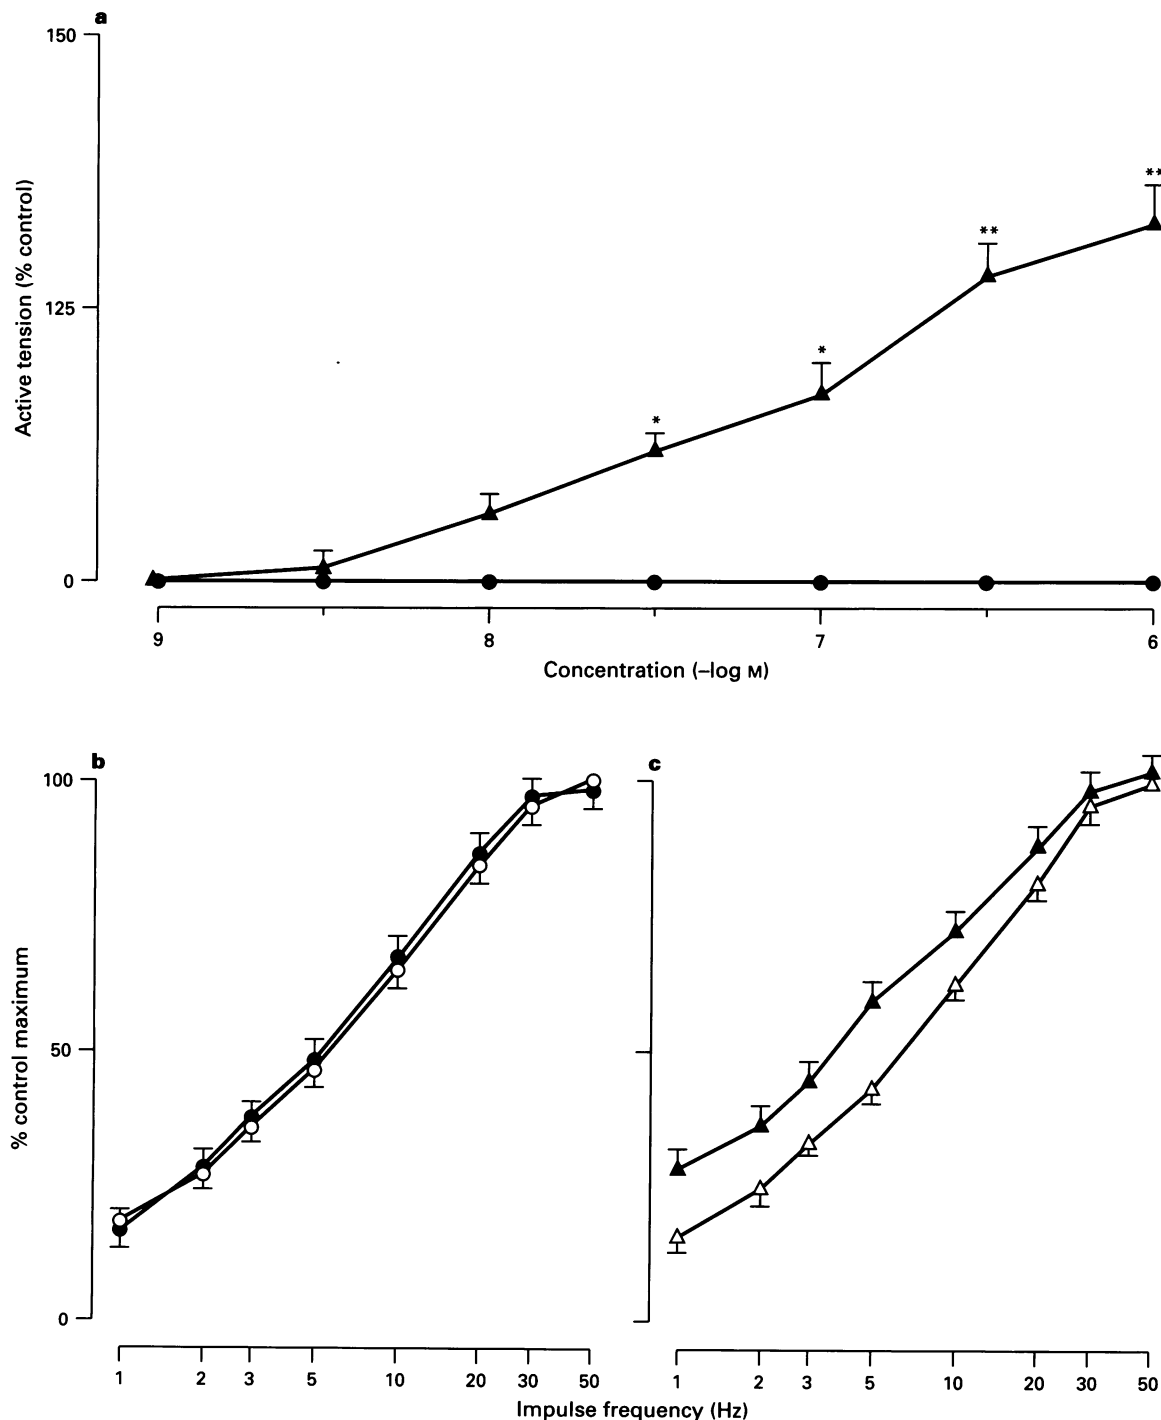 a
150
125
0
Active tension (% control)
*
*
**
**
9
8
7
6
Concentration (–log M)
b
c
100
50
0
% control maximum
1 2 3 5 10 20 30 50
1 2 3 5 10 20 30 50
Impulse frequency (Hz)